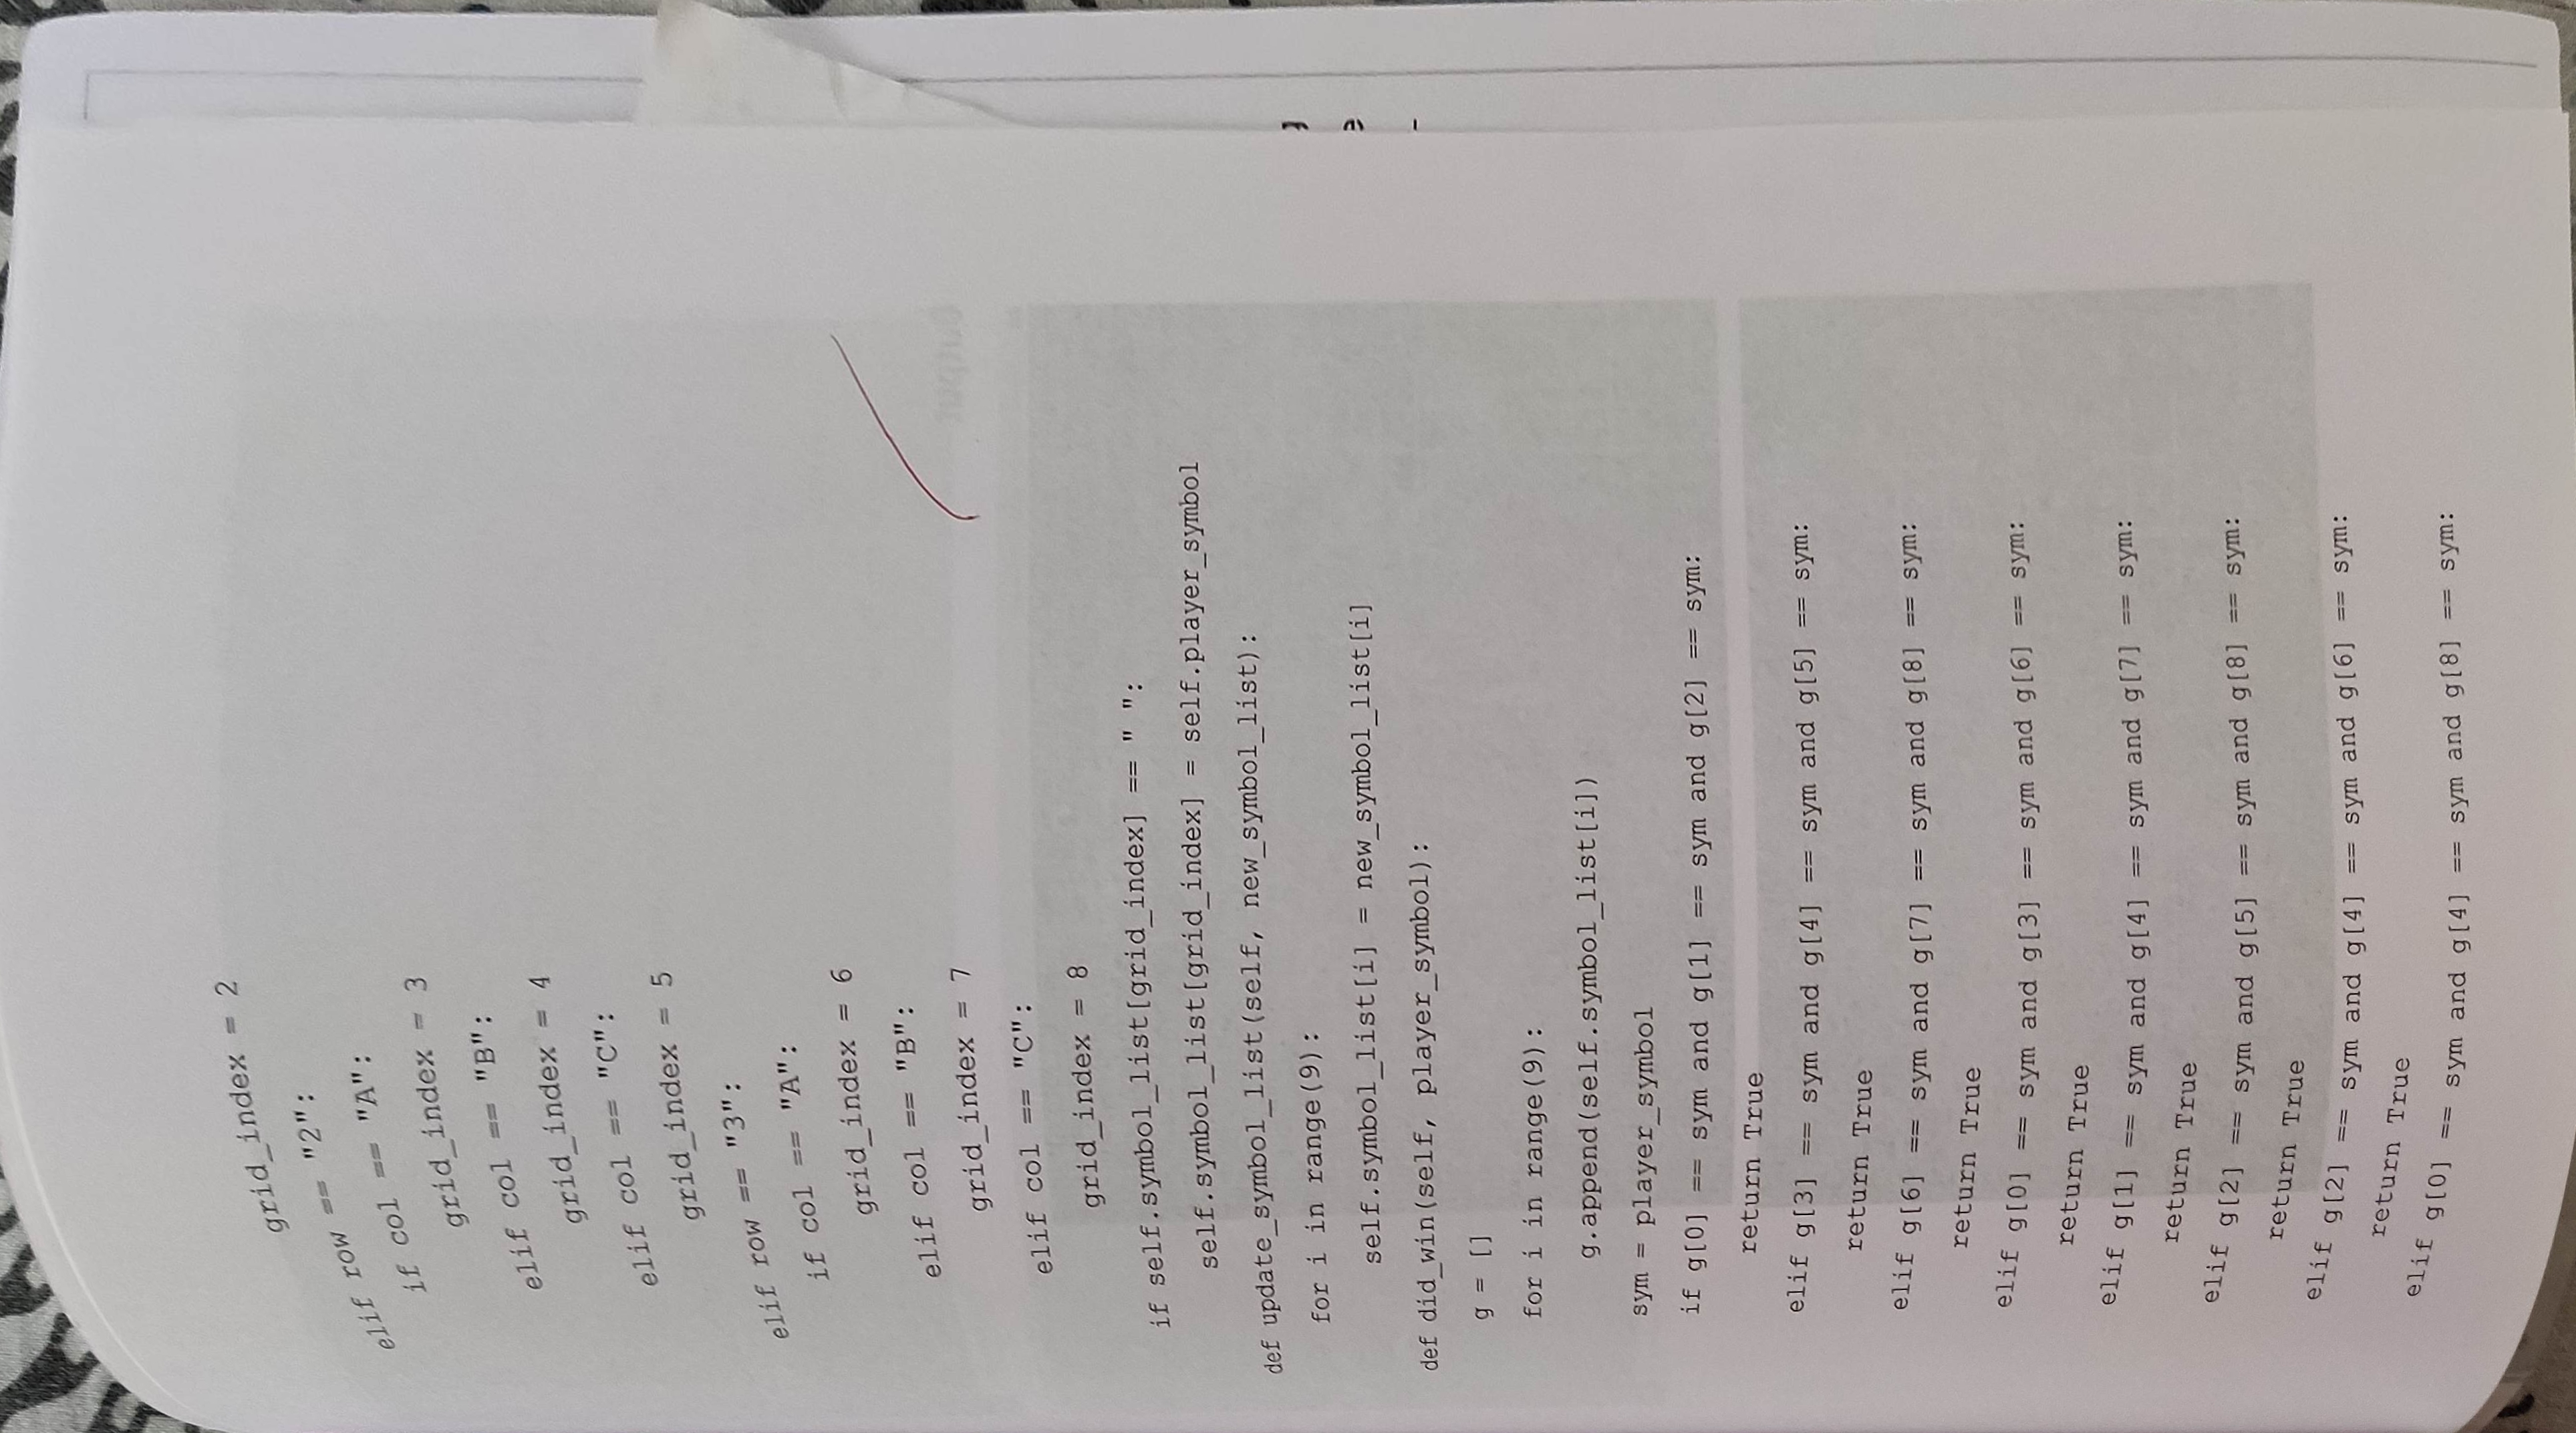 grid_index = 2
elif row == "2":
if col == "A":
grid_index = 3
elif col == "B":
grid_index = 4
elif col == "C":
grid_index = 5
elif row == "3":
if col == "A":
grid_index = 6
elif col == "B":
grid_index = 7
elif col == "C":
grid_index = 8
if self.symbol_list[grid_index] == " ":
self.symbol_list[grid_index] = self.player_symbol
def update_symbol_list(self, new_symbol_list):
for i in range(9):
self.symbol_list[i] = new_symbol_list[i]
def did_win(self, player_symbol):
g = []
for i in range(9):
g.append(self.symbol_list[i])
sym = player_symbol
if g[0] == sym and g[1] == sym and g[2] == sym:
return True
elif g[3] == sym and g[4] == sym and g[5] == sym:
return True
elif g[6] == sym and g[7] == sym and g[8] == sym:
return True
elif g[0] == sym and g[3] == sym and g[6] == sym:
return True
elif g[1] == sym and g[4] == sym and g[7] == sym:
return True
elif g[2] == sym and g[5] == sym and g[8] == sym:
return True
elif g[2] == sym and g[4] == sym and g[6] == sym:
return True
elif g[0] == sym and g[4] == sym and g[8] == sym: